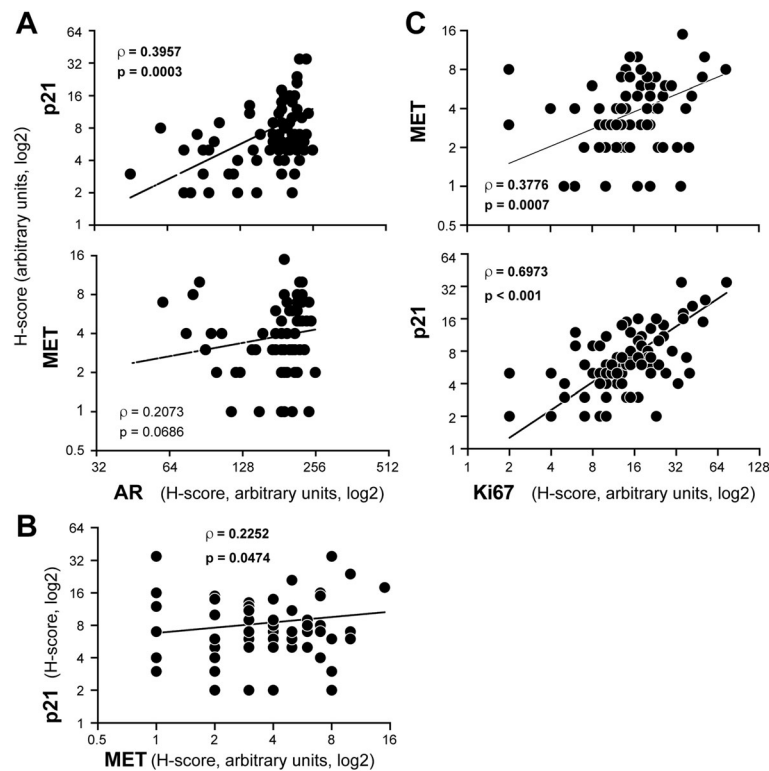 A
64
32
16
8
4
2
1
p21
ρ = 0.3957
p = 0.0003
H-score (arbitrary units, log2)
16
8
4
2
1
0.5
MET
ρ = 0.2073
p = 0.0686
32
64
128
256
512
AR (H-score, arbitrary units, log2)
B
64
32
16
8
4
2
1
p21 (H-score, log2)
ρ = 0.2252
p = 0.0474
0.5
1
2
4
8
16
MET (H-score, arbitrary units, log2)
C
16
8
4
2
1
0.5
MET
ρ = 0.3776
p = 0.0007
64
32
16
8
4
2
1
p21
ρ = 0.6973
p < 0.001
1
2
4
8
16
32
64
128
Ki67 (H-score, arbitrary units, log2)